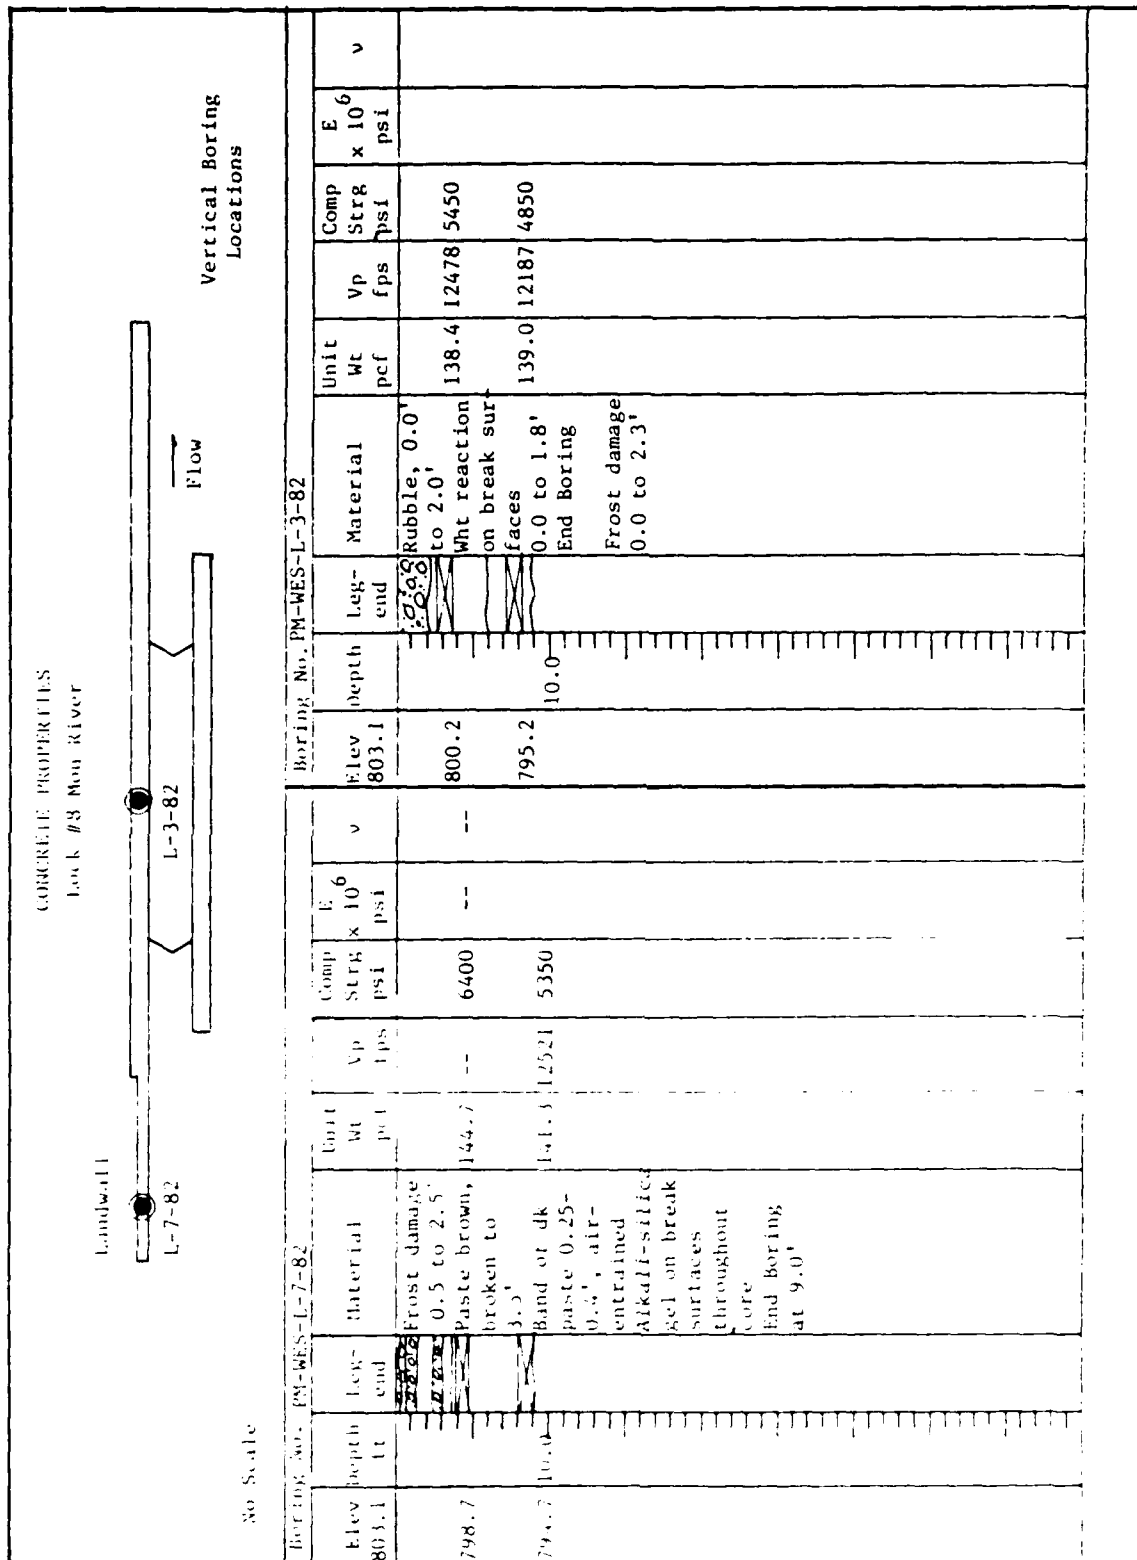 CONCRETE PROPERTIES
Lock #8 Mon River
Landwall
L-7-82
L-3-82
Flow
Vertical Boring
Locations
No Scale
Boring No. PM-WES-L-7-82
Elev Depth Leg- Material Unit Vp Comp E ν
803.1 ft end Wt fps Strg x 10 6
pcf psi psi
Frost damage
0.5 to 2.5'
798.7 Paste brown, 144.7 -- 6400 -- --
broken to
3.5'
794.7 10.0 Band of dk 141.3 12521 5350
paste 0.25-
0.4', air-
entrained
Alkali-silica
gel on break
surfaces
throughout
core
End Boring
at 9.0'
Boring No. PM-WES-L-3-82
Elev Depth Leg- Material Unit Vp Comp E ν
803.1 end Wt fps Strg x 10 6
pcf psi psi
Rubble, 0.0'
to 2.0'
800.2 Wht reaction 138.4 12478 5450
on break sur-
faces
795.2 0.0 to 1.8' 139.0 12187 4850
10.0 End Boring
Frost damage
0.0 to 2.3'